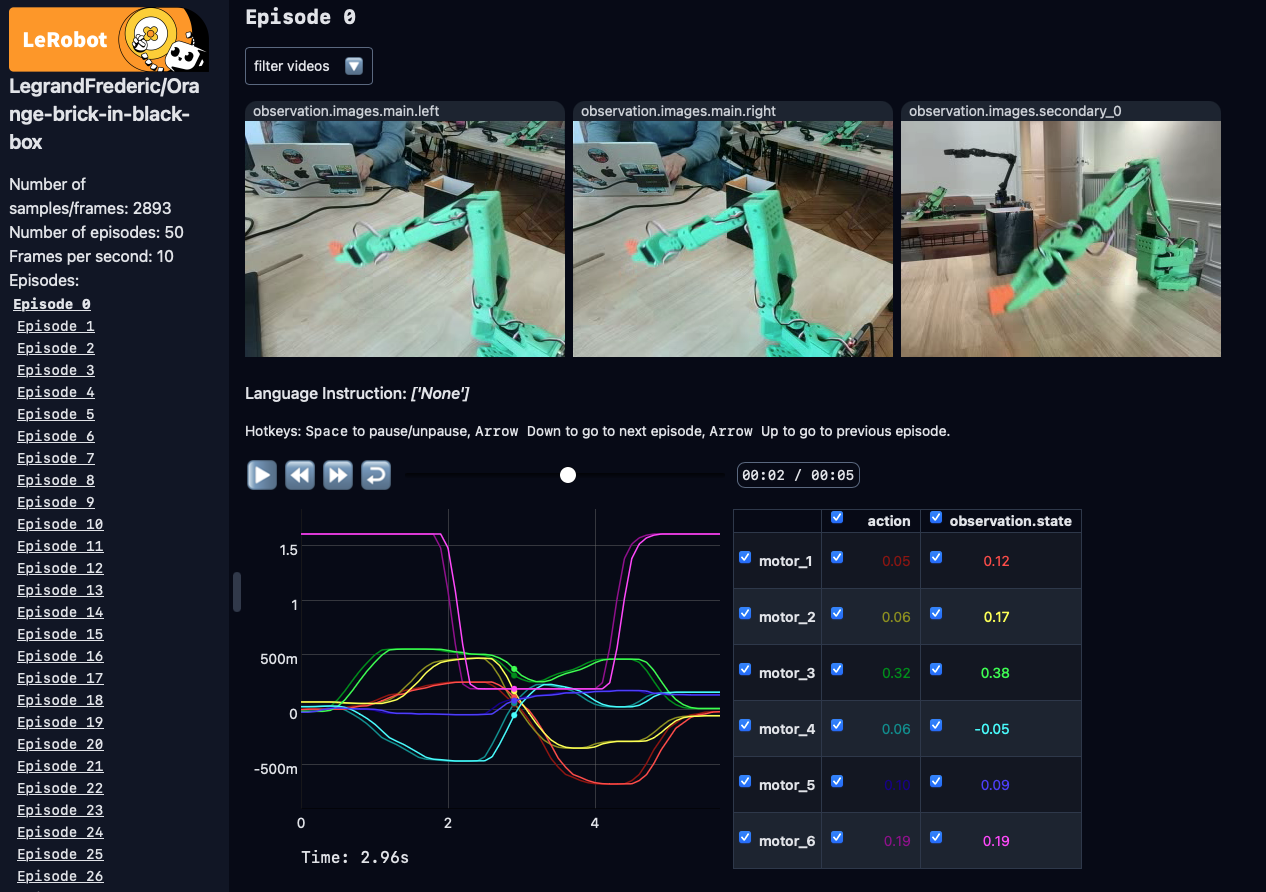 LeRobot
LegrandFrederic/Ora
nge-brick-in-black-
box
Number of
samples/frames: 2893
Number of episodes: 50
Frames per second: 10
Episodes:
Episode 0
Episode 1
Episode 2
Episode 3
Episode 4
Episode 5
Episode 6
Episode 7
Episode 8
Episode 9
Episode 10
Episode 11
Episode 12
Episode 13
Episode 14
Episode 15
Episode 16
Episode 17
Episode 18
Episode 19
Episode 20
Episode 21
Episode 22
Episode 23
Episode 24
Episode 25
Episode 26
Episode 0
filter videos
observation.images.main.left
observation.images.main.right
observation.images.secondary_0
Language Instruction: ['None']
Hotkeys: Space to pause/unpause, Arrow Down to go to next episode, Arrow Up to go to previous episode.
00:02 / 00:05
1.5
1
500m
0
-500m
0 2 4
Time: 2.96s
action observation.state
motor_1 0.05 0.12
motor_2 0.06 0.17
motor_3 0.32 0.38
motor_4 0.06 -0.05
motor_5 0.09
motor_6 0.19 0.19